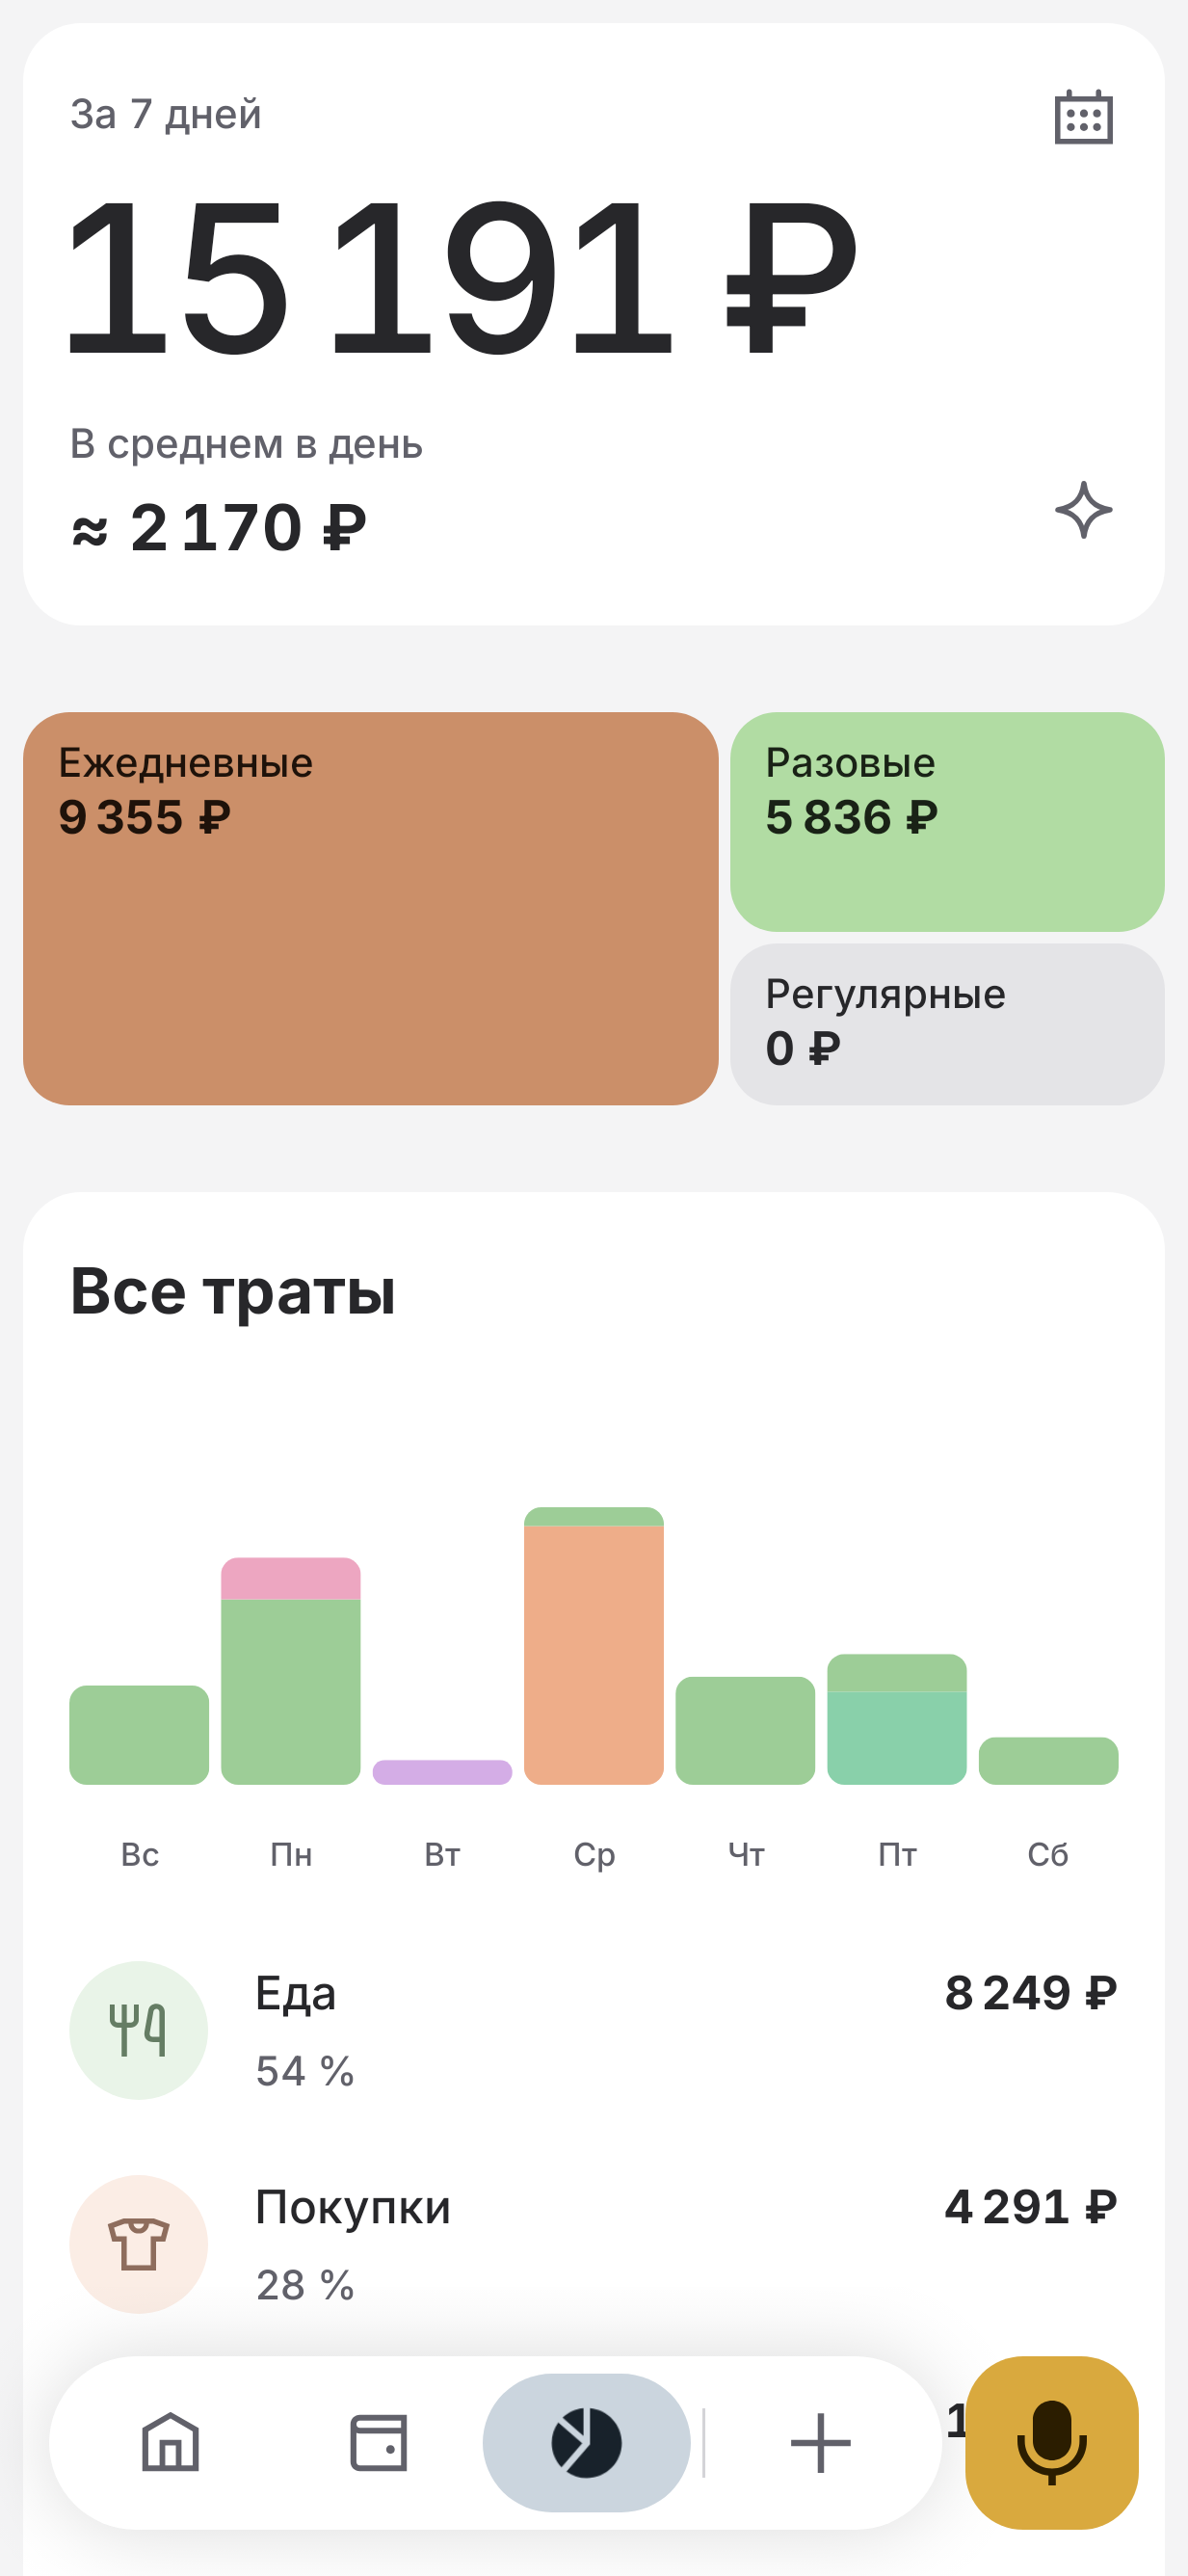 За 7 дней
15 191 ₽
В среднем в день
≈ 2 170 ₽
Ежедневные
9 355 ₽
Разовые
5 836 ₽
Регулярные
0 ₽
Все траты
Вс Пн Вт Ср Чт Пт Сб
Еда
8 249 ₽
54 %
Покупки
4 291 ₽
28 %